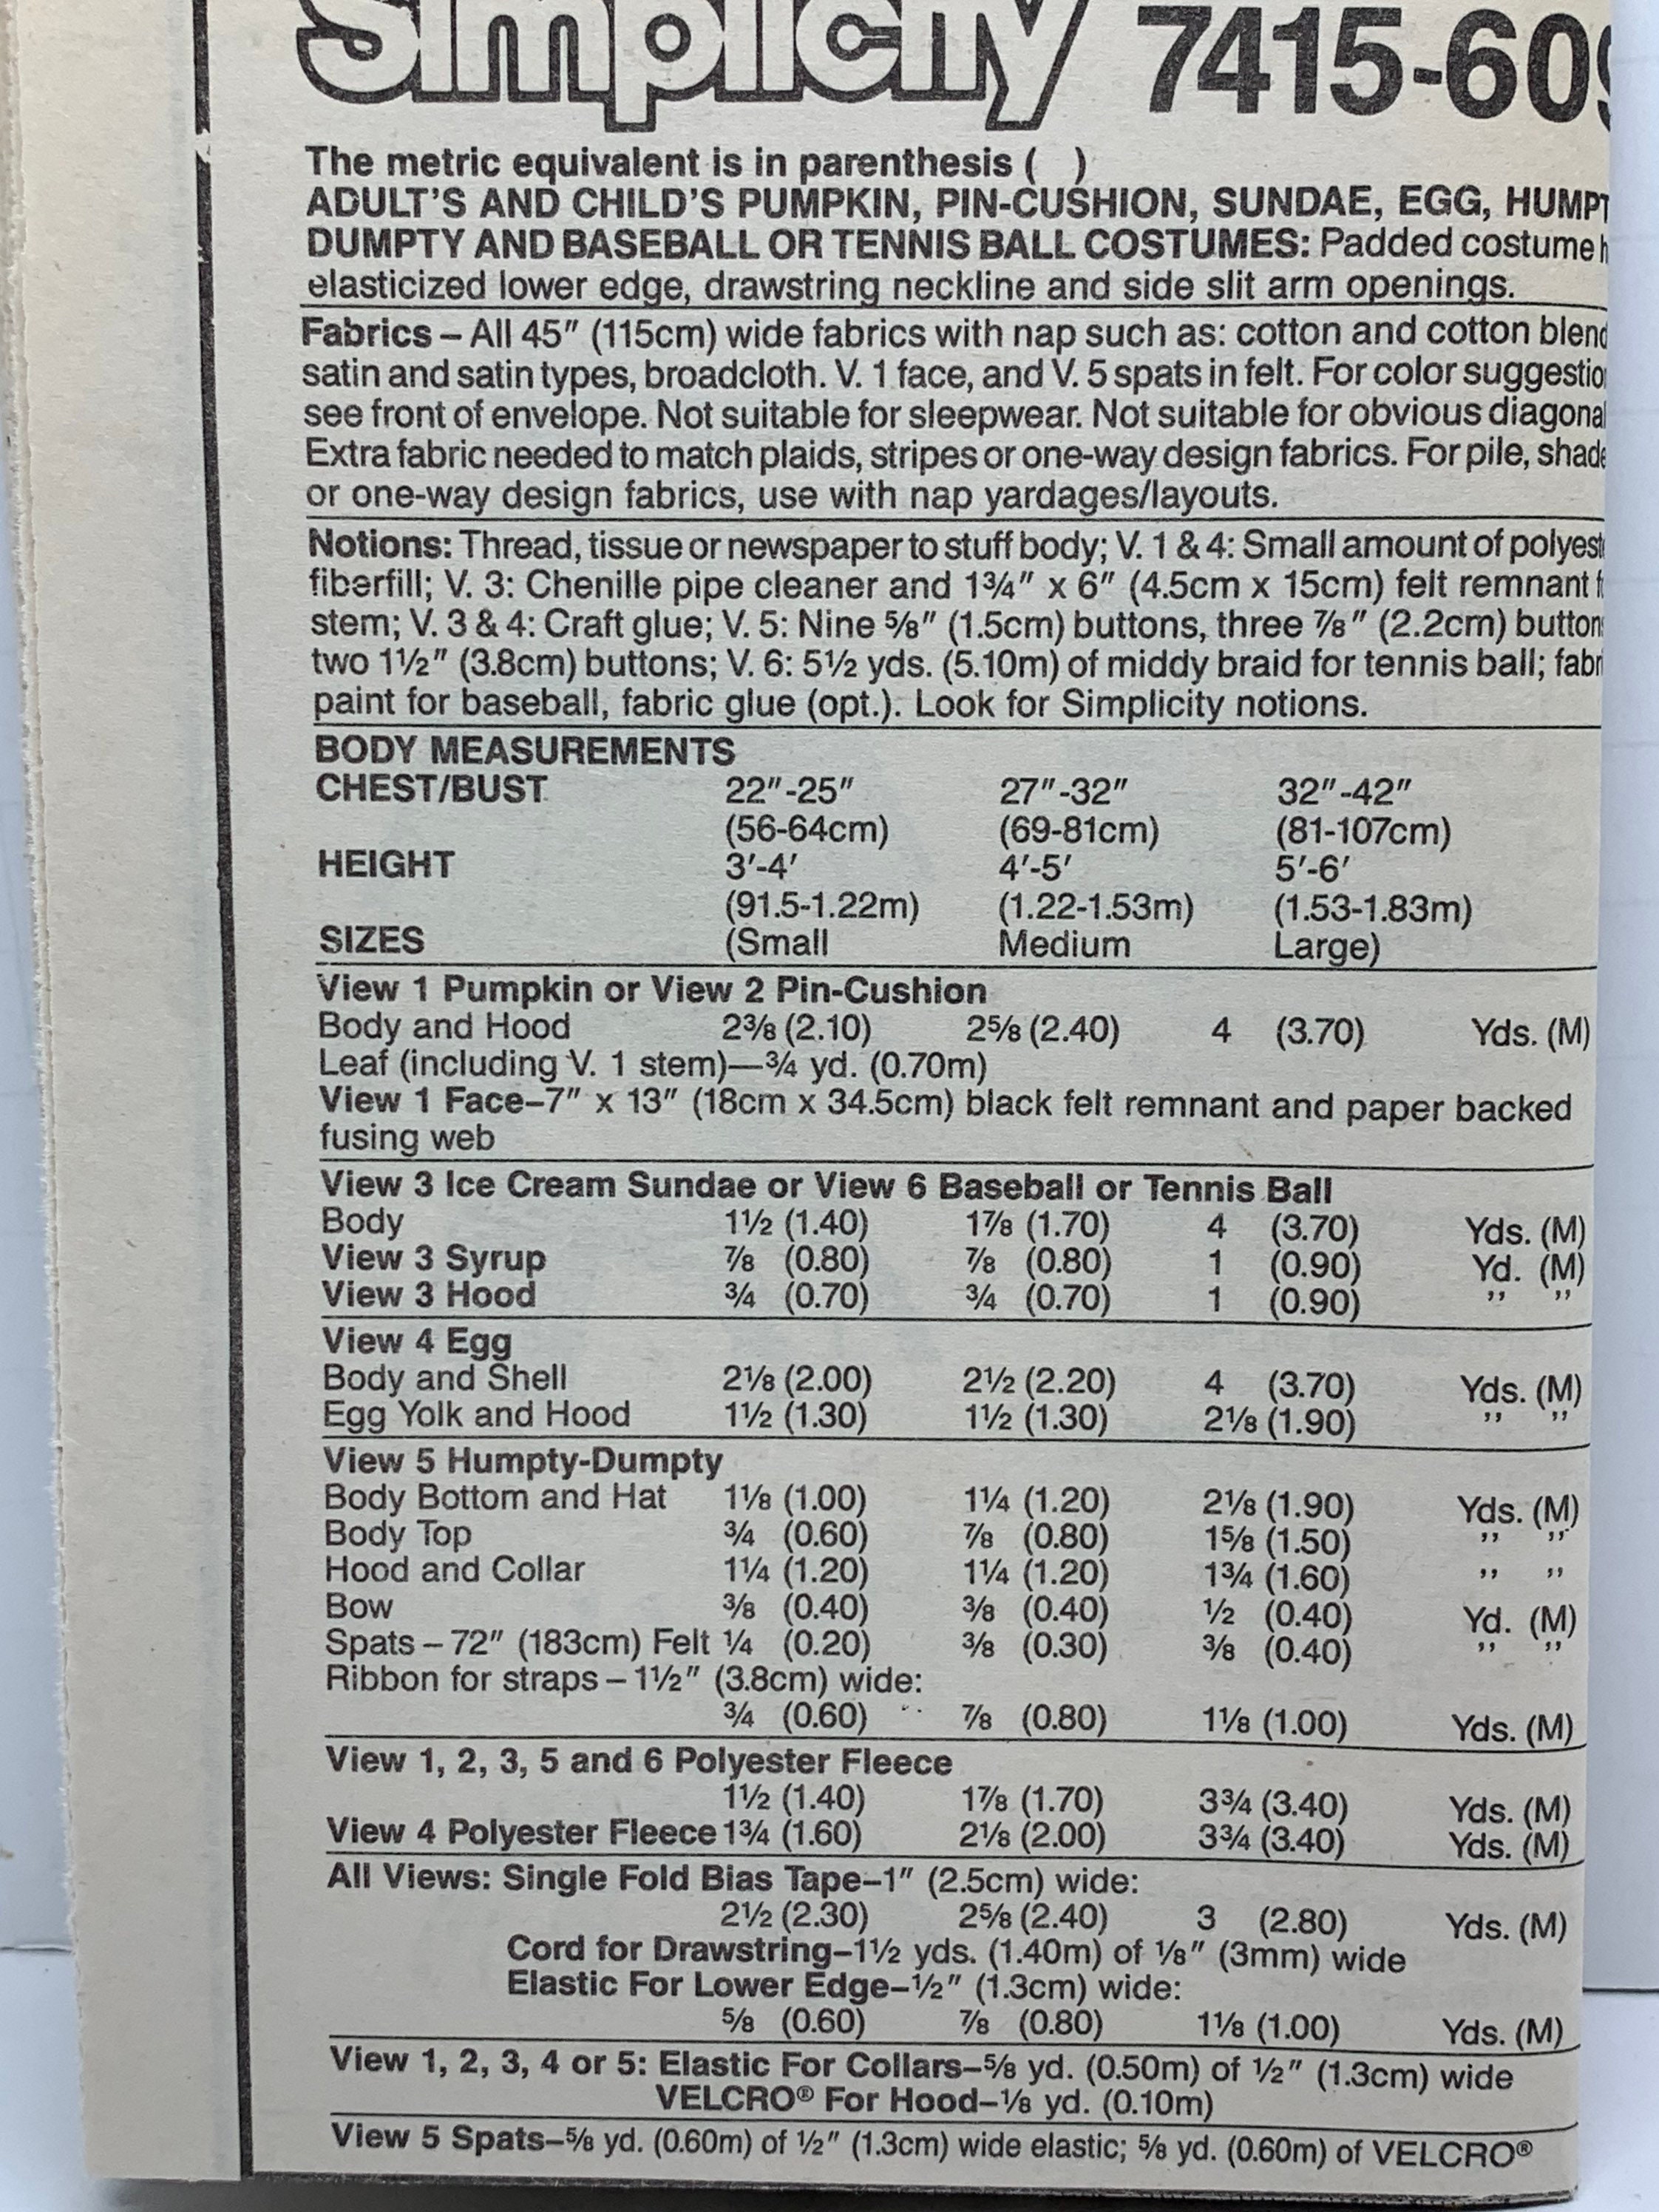 Simplicity 7415-609
The metric equivalent is in parenthesis ( )
ADULT'S AND CHILD'S PUMPKIN, PIN-CUSHION, SUNDAE, EGG, HUMPT
DUMPTY AND BASEBALL OR TENNIS BALL COSTUMES: Padded costume h
elasticized lower edge, drawstring neckline and side slit arm openings.
Fabrics – All 45" (115cm) wide fabrics with nap such as: cotton and cotton blend
satin and satin types, broadcloth. V. 1 face, and V. 5 spats in felt. For color suggestio
see front of envelope. Not suitable for sleepwear. Not suitable for obvious diagonal
Extra fabric needed to match plaids, stripes or one-way design fabrics. For pile, shade
or one-way design fabrics, use with nap yardages/layouts.
Notions: Thread, tissue or newspaper to stuff body; V. 1 & 4: Small amount of polyest
fiberfill; V. 3: Chenille pipe cleaner and 1¾" x 6" (4.5cm x 15cm) felt remnant f
stem; V. 3 & 4: Craft glue; V. 5: Nine ⅝" (1.5cm) buttons, three ⅞" (2.2cm) button
two 1½" (3.8cm) buttons; V. 6: 5½ yds. (5.10m) of middy braid for tennis ball; fabri
paint for baseball, fabric glue (opt.). Look for Simplicity notions.
BODY MEASUREMENTS
CHEST/BUST 22"-25" 27"-32" 32"-42"
(56-64cm) (69-81cm) (81-107cm)
HEIGHT 3'-4' 4'-5' 5'-6'
(91.5-1.22m) (1.22-1.53m) (1.53-1.83m)
SIZES (Small Medium Large)
View 1 Pumpkin or View 2 Pin-Cushion
Body and Hood 2⅜ (2.10) 2⅝ (2.40) 4 (3.70) Yds. (M)
Leaf (including V. 1 stem)—¾ yd. (0.70m)
View 1 Face–7" x 13" (18cm x 34.5cm) black felt remnant and paper backed
fusing web
View 3 Ice Cream Sundae or View 6 Baseball or Tennis Ball
Body 1½ (1.40) 1⅞ (1.70) 4 (3.70) Yds. (M)
View 3 Syrup ⅞ (0.80) ⅞ (0.80) 1 (0.90) Yd. (M)
View 3 Hood ¾ (0.70) ¾ (0.70) 1 (0.90) " "
View 4 Egg
Body and Shell 2⅛ (2.00) 2½ (2.20) 4 (3.70) Yds. (M)
Egg Yolk and Hood 1½ (1.30) 1½ (1.30) 2⅛ (1.90) " "
View 5 Humpty-Dumpty
Body Bottom and Hat 1⅛ (1.00) 1¼ (1.20) 2⅛ (1.90) Yds. (M)
Body Top ¾ (0.60) ⅞ (0.80) 1⅝ (1.50) " "
Hood and Collar 1¼ (1.20) 1¼ (1.20) 1¾ (1.60) " "
Bow ⅜ (0.40) ⅜ (0.40) ½ (0.40) Yd. (M)
Spats – 72" (183cm) Felt ¼ (0.20) ⅜ (0.30) ⅜ (0.40) " "
Ribbon for straps – 1½" (3.8cm) wide:
¾ (0.60) ⅞ (0.80) 1⅛ (1.00) Yds. (M)
View 1, 2, 3, 5 and 6 Polyester Fleece
1½ (1.40) 1⅞ (1.70) 3¾ (3.40) Yds. (M)
View 4 Polyester Fleece 1¾ (1.60) 2⅛ (2.00) 3¾ (3.40) Yds. (M)
All Views: Single Fold Bias Tape–1" (2.5cm) wide:
2½ (2.30) 2⅝ (2.40) 3 (2.80) Yds. (M)
Cord for Drawstring–1½ yds. (1.40m) of ⅛" (3mm) wide
Elastic For Lower Edge–½" (1.3cm) wide:
⅝ (0.60) ⅞ (0.80) 1⅛ (1.00) Yds. (M)
View 1, 2, 3, 4 or 5: Elastic For Collars–⅝ yd. (0.50m) of ½" (1.3cm) wide
VELCRO® For Hood–⅛ yd. (0.10m)
View 5 Spats–⅝ yd. (0.60m) of ½" (1.3cm) wide elastic; ⅝ yd. (0.60m) of VELCRO®